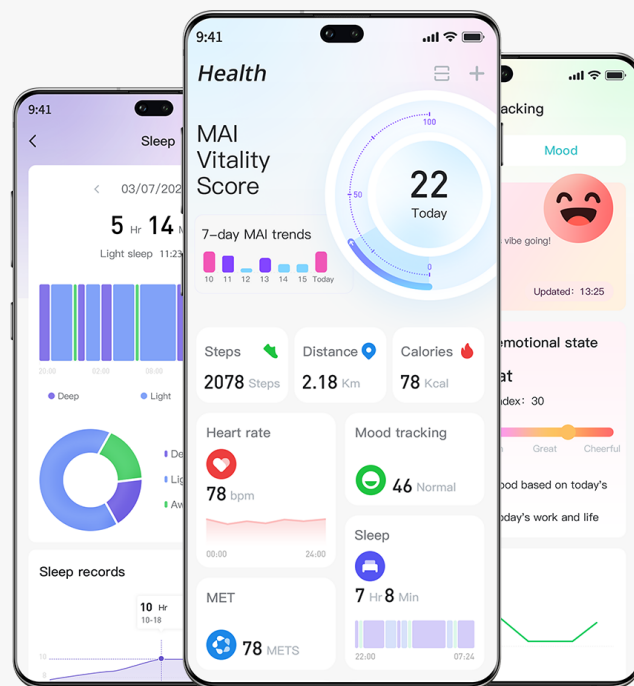 9:41
Sleep
03/07/202
5 Hr 14
Light sleep 11:23
20:00 02:00 08:00
Deep Light
De
Lig
Aw
Sleep records
10 Hr
10-18
10
9:41
Health
MAI
Vitality
Score
100
50
0
22
Today
7-day MAI trends
10 11 12 13 14 15 Today
Steps
2078 Steps
Distance
2.18 Km
Calories
78 Kcal
Heart rate
78 bpm
00:00 24:00
Mood tracking
46 Normal
MET
78 METS
Sleep
7 Hr 8 Min
22:00 07:24
acking
Mood
vibe going!
Updated: 13:25
emotional state
at
ndex: 30
Great Cheerful
ood based on today's
oday's work and life